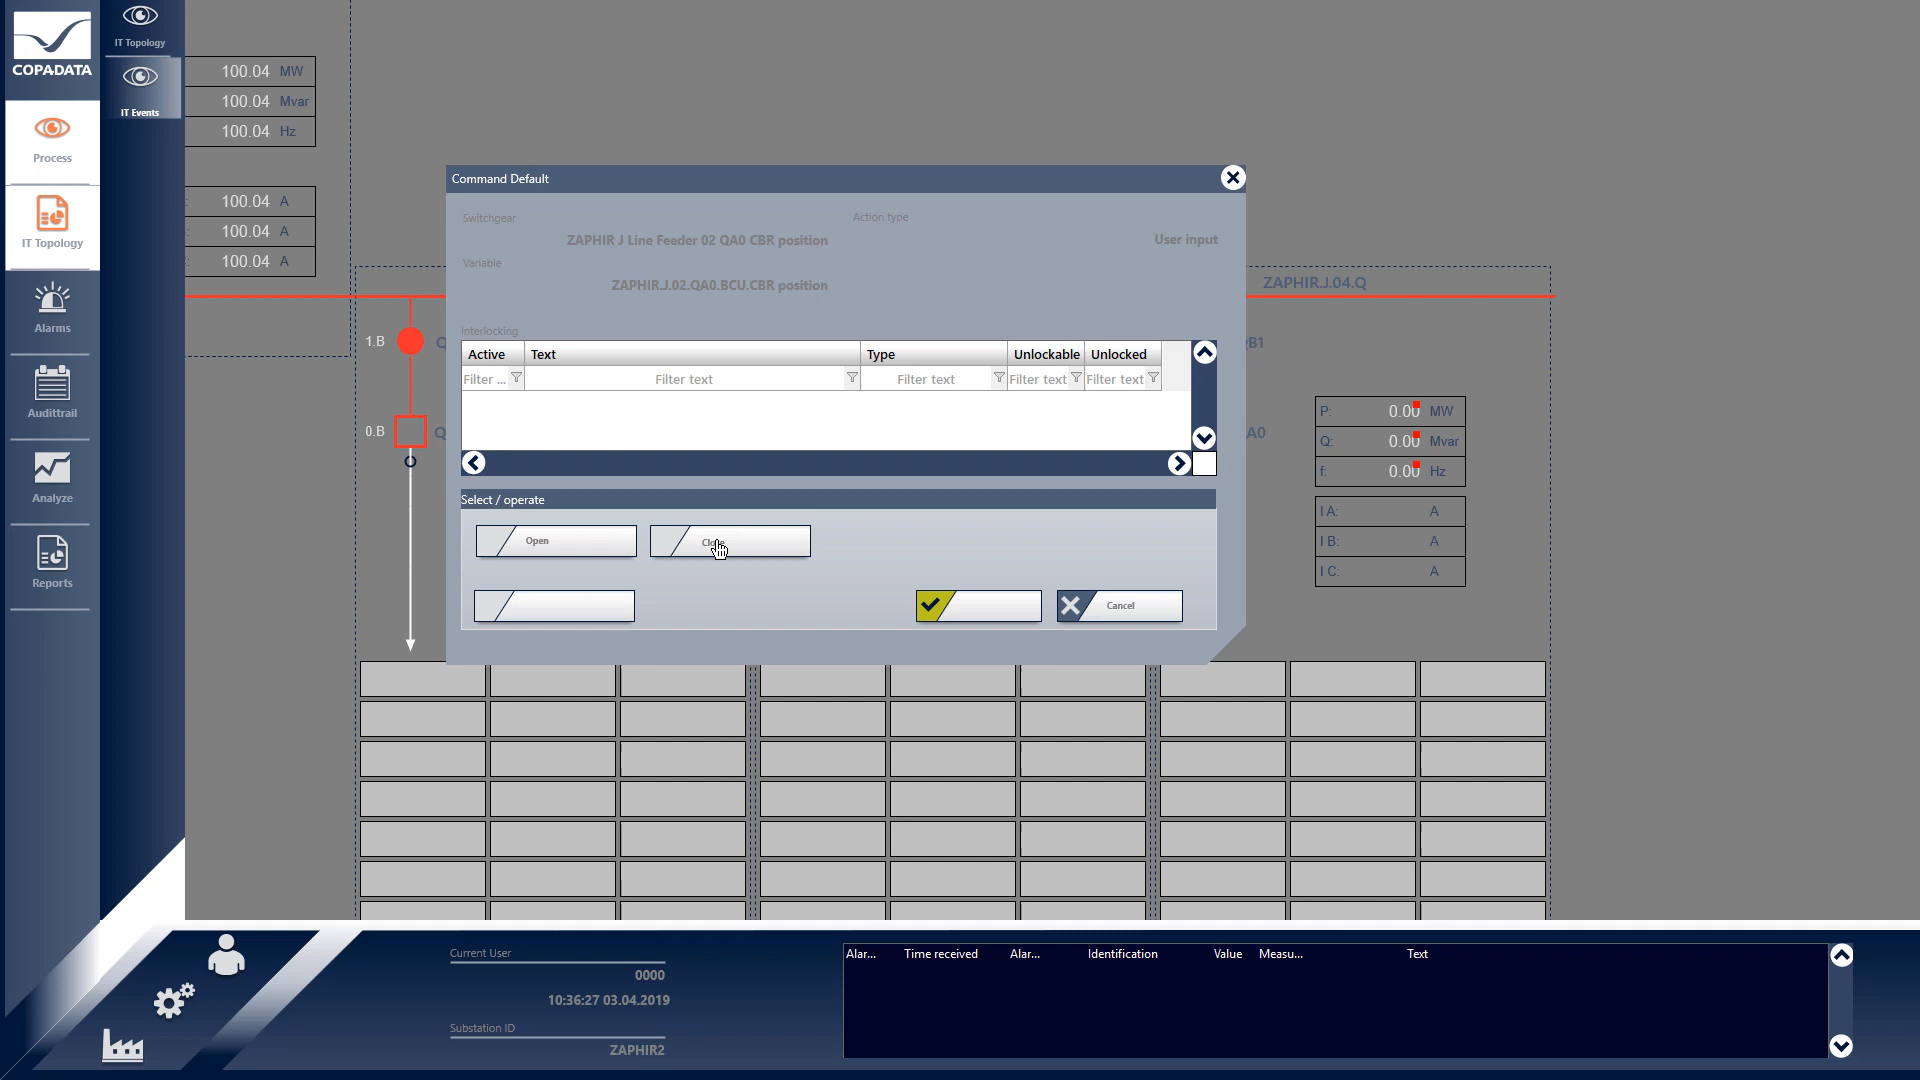 COPADATA
Process
IT Topology
Alarms
Audittrail
Analyze
Reports
IT Topology
IT Events
100.04 MW
100.04 Mvar
100.04 Hz
100.04 A
100.04 A
100.04 A
1.B
0.B
Command Default
Switchgear
Action type
ZAPHIR J Line Feeder 02 QA0 CBR position
User input
Variable
ZAPHIR.J.02.QA0.BCU.CBR position
Interlocking
Active Text Type Unlockable Unlocked
Filter ... Filter text Filter text Filter text Filter text
Select / operate
Open
Cancel
ZAPHIR.J.04.Q
P: 0.00 MW
Q: 0.00 Mvar
f: 0.00 Hz
I A: A
I B: A
I C: A
Current User
0000
10:36:27 03.04.2019
Substation ID
ZAPHIR2
Alar... Time received Alar... Identification Value Measu... Text